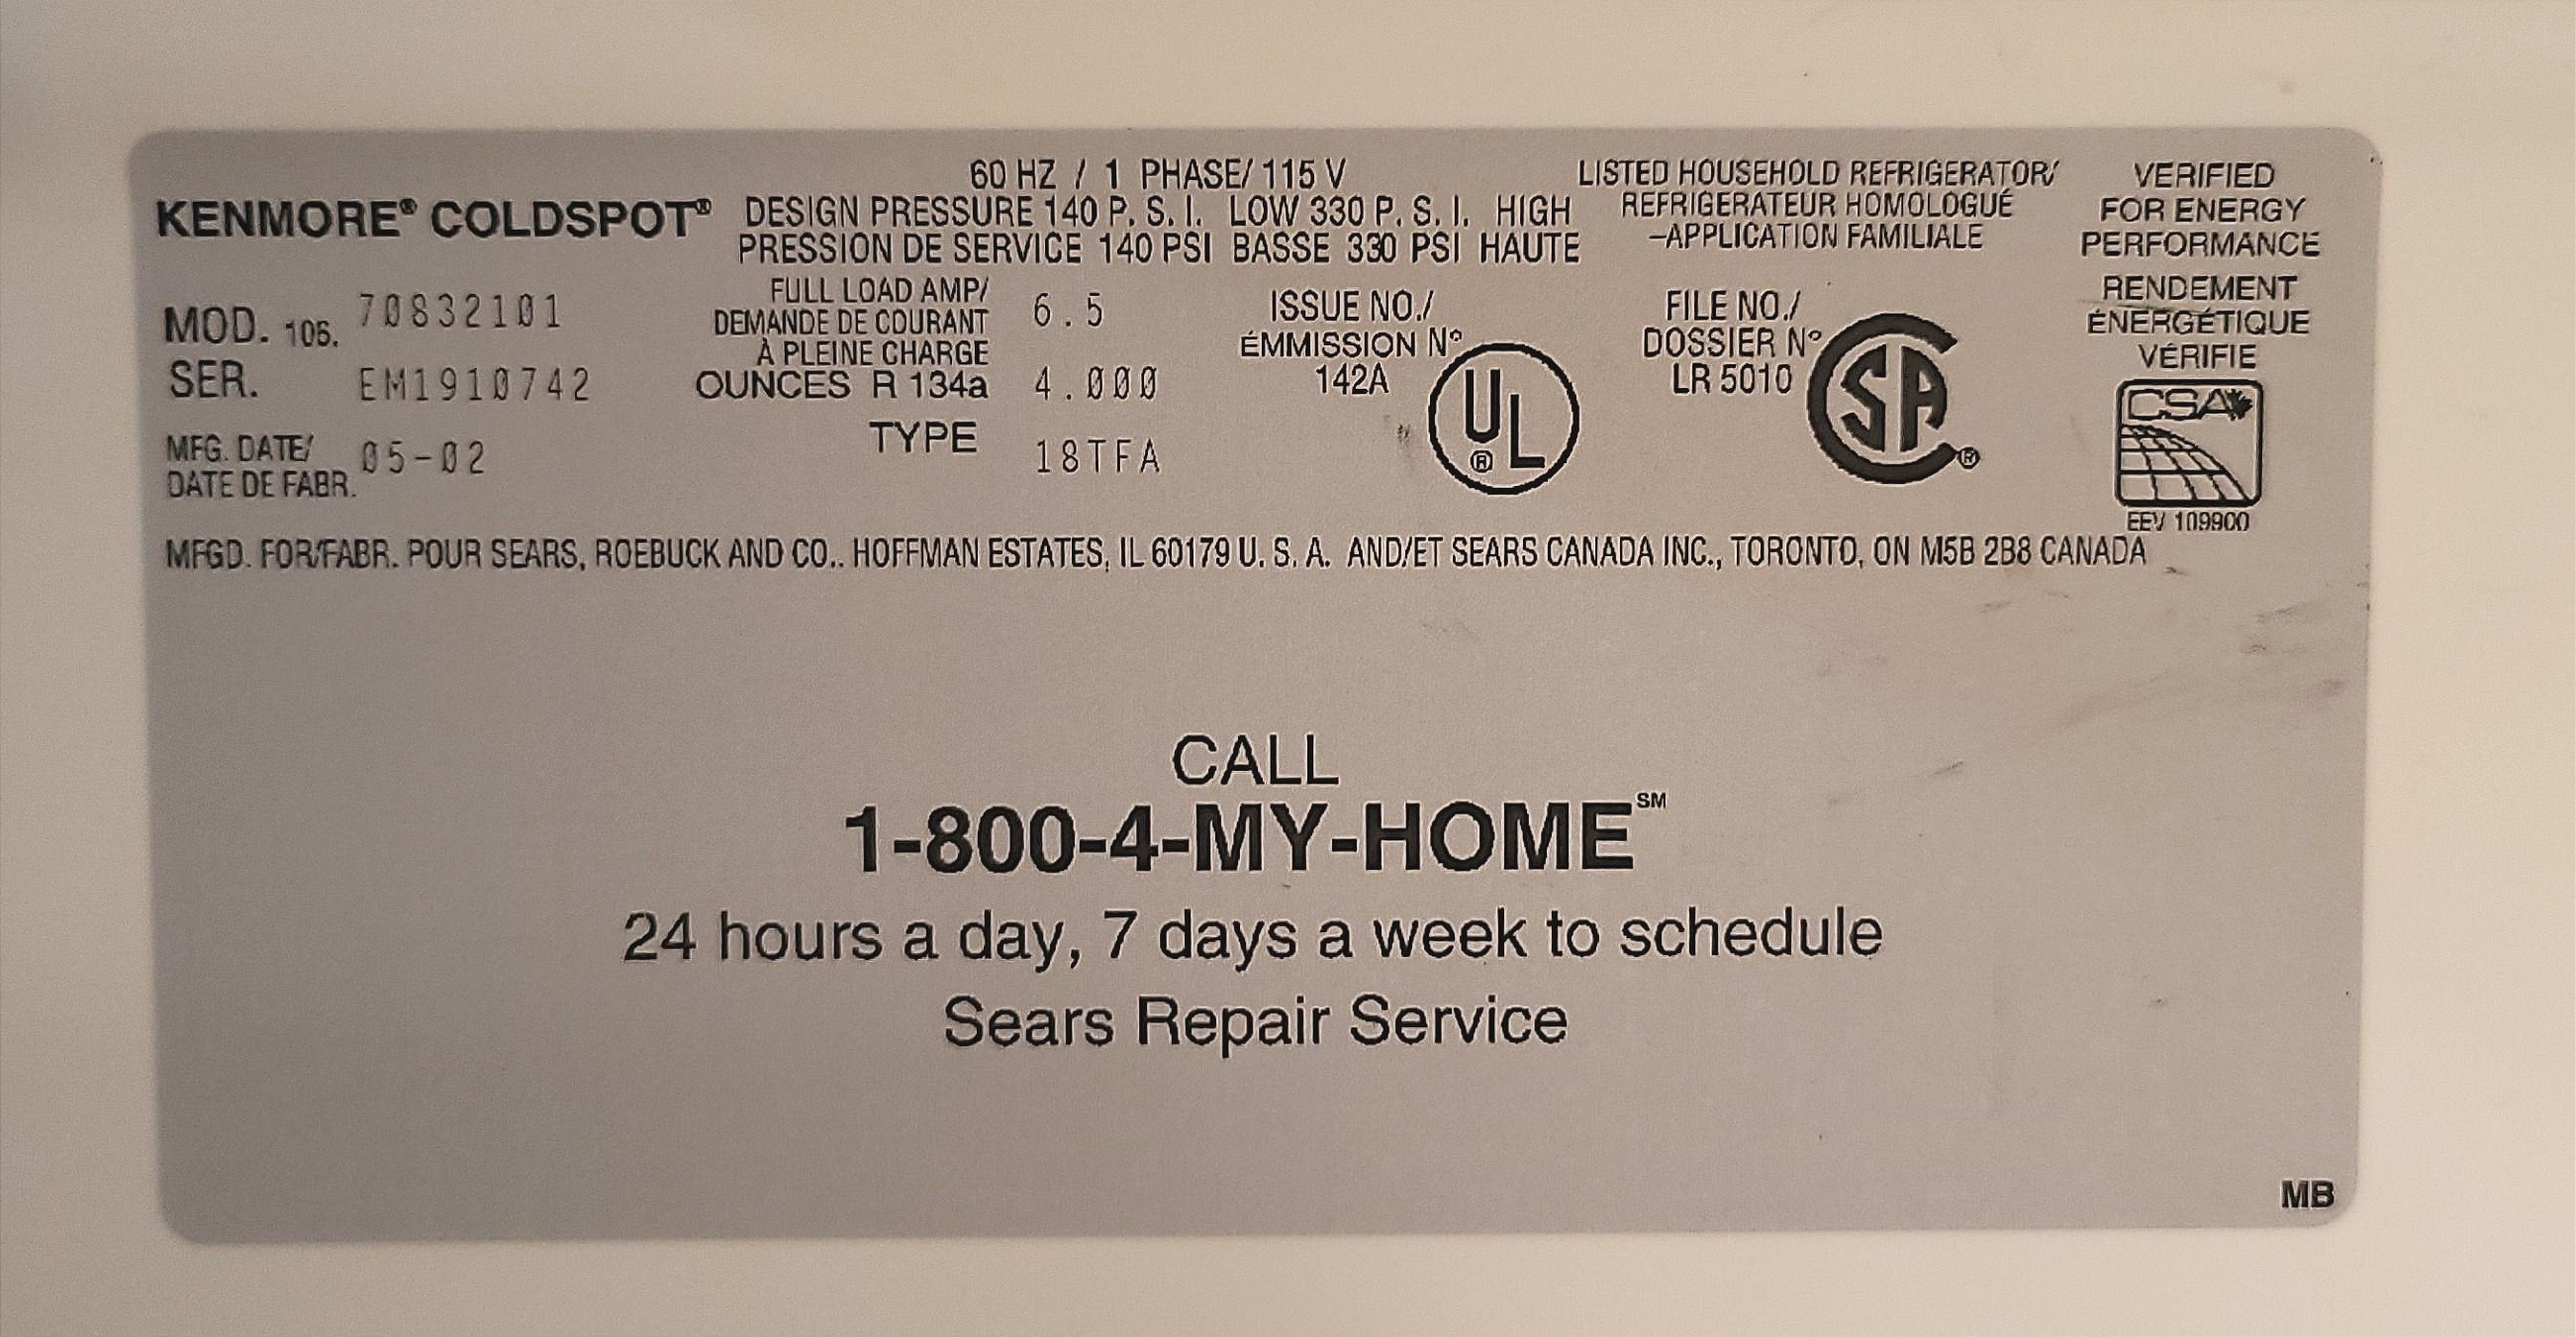 KENMORE® COLDSPOT®
60 HZ / 1 PHASE/ 115 V
DESIGN PRESSURE 140 P. S. I. LOW 330 P. S. I. HIGH
PRESSION DE SERVICE 140 PSI BASSE 330 PSI HAUTE
LISTED HOUSEHOLD REFRIGERATOR/
REFRIGERATEUR HOMOLOGUÉ
-APPLICATION FAMILIALE
VERIFIED
FOR ENERGY
PERFORMANCE
RENDEMENT
ÉNERGÉTIQUE
VÉRIFIE
CSA
EEV 109900
MOD. 106. 70832101
SER. EM1910742
MFG. DATE/
DATE DE FABR. 05-02
FULL LOAD AMP/
DEMANDE DE COURANT
À PLEINE CHARGE 6.5
OUNCES R 134a 4.000
TYPE 18TFA
ISSUE NO./
ÉMMISSION Nº
142A
UL ®
FILE NO./
DOSSIER Nº
LR 5010
CSA ®
MFGD. FOR/FABR. POUR SEARS, ROEBUCK AND CO.. HOFFMAN ESTATES, IL 60179 U. S. A. AND/ET SEARS CANADA INC., TORONTO, ON M5B 2B8 CANADA
CALL
1-800-4-MY-HOME℠
24 hours a day, 7 days a week to schedule
Sears Repair Service
MB